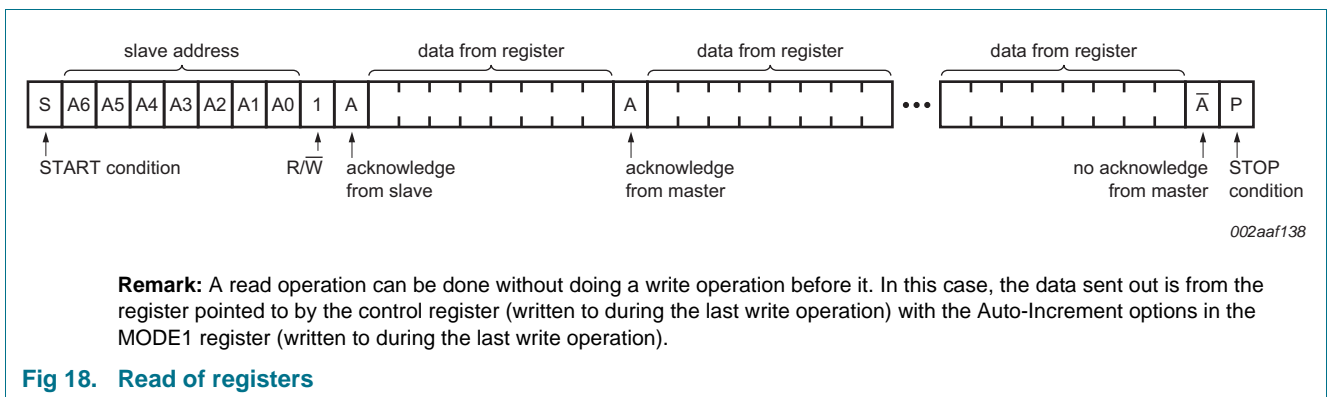 slave address data from register data from register data from register
S A6 A5 A4 A3 A2 A1 A0 1 A A A̅ P
START condition R/W̅ acknowledge from slave acknowledge from master no acknowledge from master STOP condition
002aaf138
Remark: A read operation can be done without doing a write operation before it. In this case, the data sent out is from the
register pointed to by the control register (written to during the last write operation) with the Auto-Increment options in the
MODE1 register (written to during the last write operation).
Fig 18. Read of registers